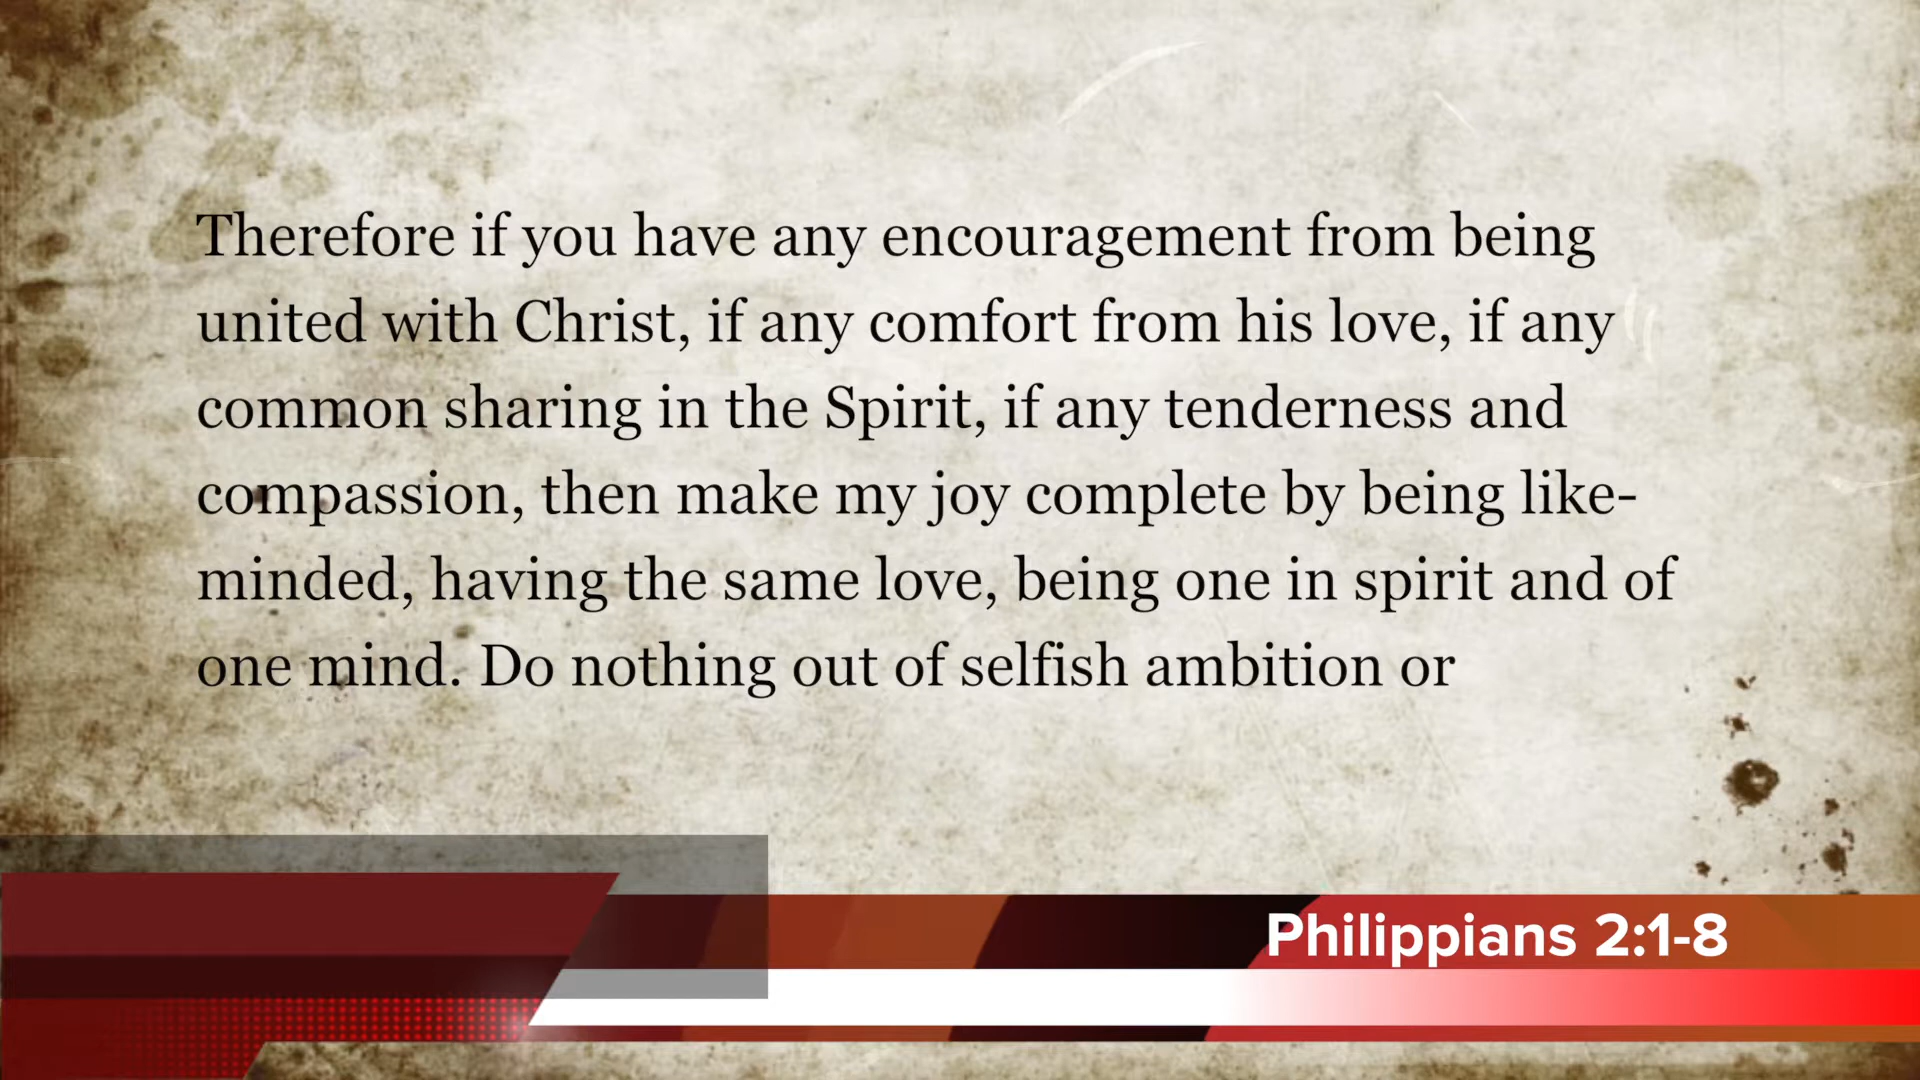 Therefore if you have any encouragement from being
united with Christ, if any comfort from his love, if any
common sharing in the Spirit, if any tenderness and
compassion, then make my joy complete by being like-
minded, having the same love, being one in spirit and of
one mind. Do nothing out of selfish ambition or
Philippians 2:1-8